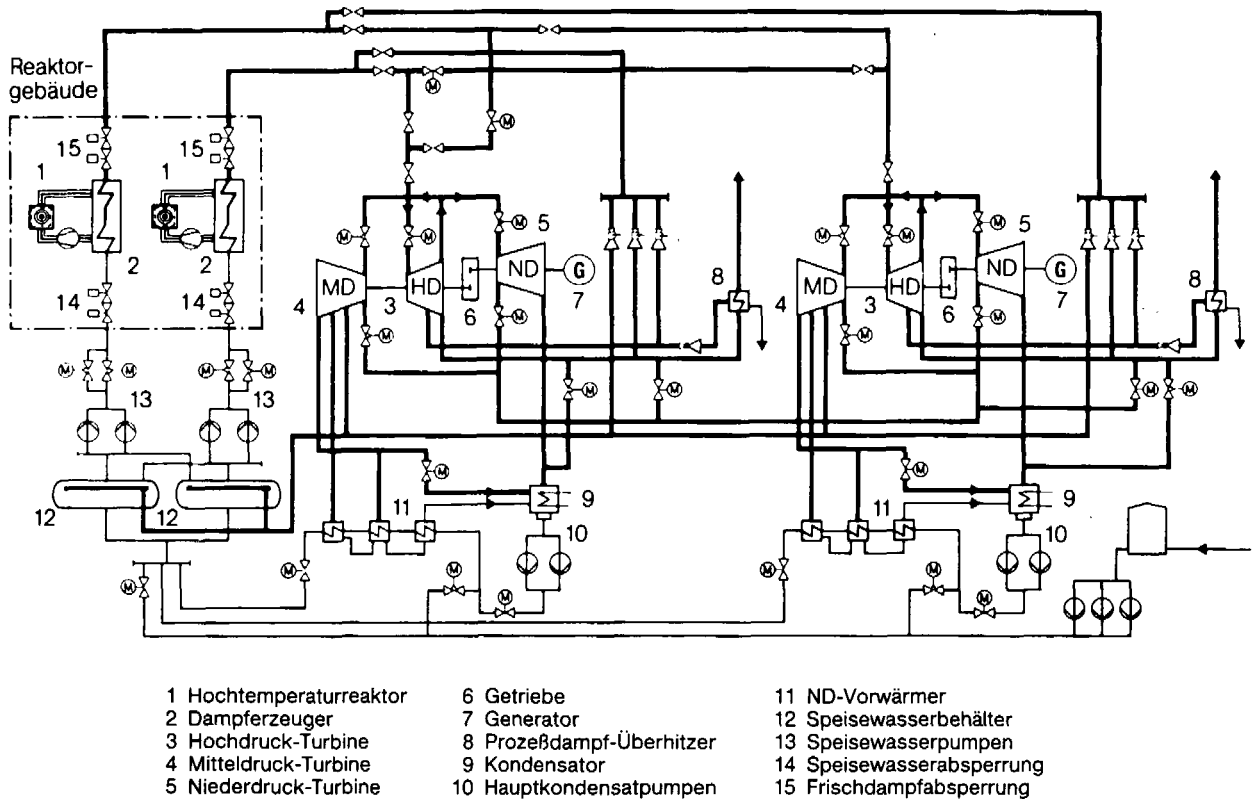 Reaktor-
gebäude
15
15
1
1
2
2
14
14
M
M
M
M
13
13
12
12
M
M
M
M
M
M
5
MD
HD
ND
G
4
3
6
7
8
M
M
M
M
M
9
11
10
M
M
M
M
M
M
5
MD
HD
ND
G
4
3
6
7
8
M
M
M
M
M
9
11
10
M
M
M
M
1 Hochtemperaturreaktor
2 Dampferzeuger
3 Hochdruck-Turbine
4 Mitteldruck-Turbine
5 Niederdruck-Turbine
6 Getriebe
7 Generator
8 Prozeßdampf-Überhitzer
9 Kondensator
10 Hauptkondensatpumpen
11 ND-Vorwärmer
12 Speisewasserbehälter
13 Speisewasserpumpen
14 Speisewasserabsperrung
15 Frischdampfabsperrung